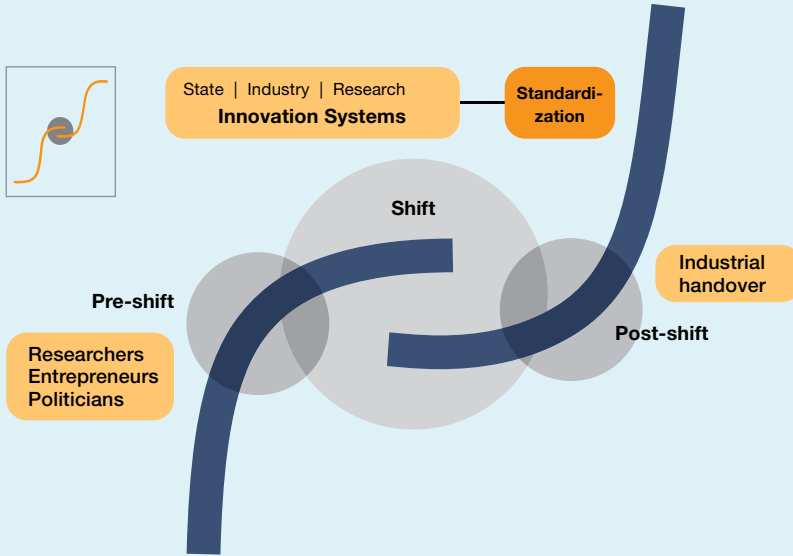 State | Industry | Research
Innovation Systems
Standardi-
zation
Shift
Pre-shift
Researchers
Entrepreneurs
Politicians
Industrial
handover
Post-shift